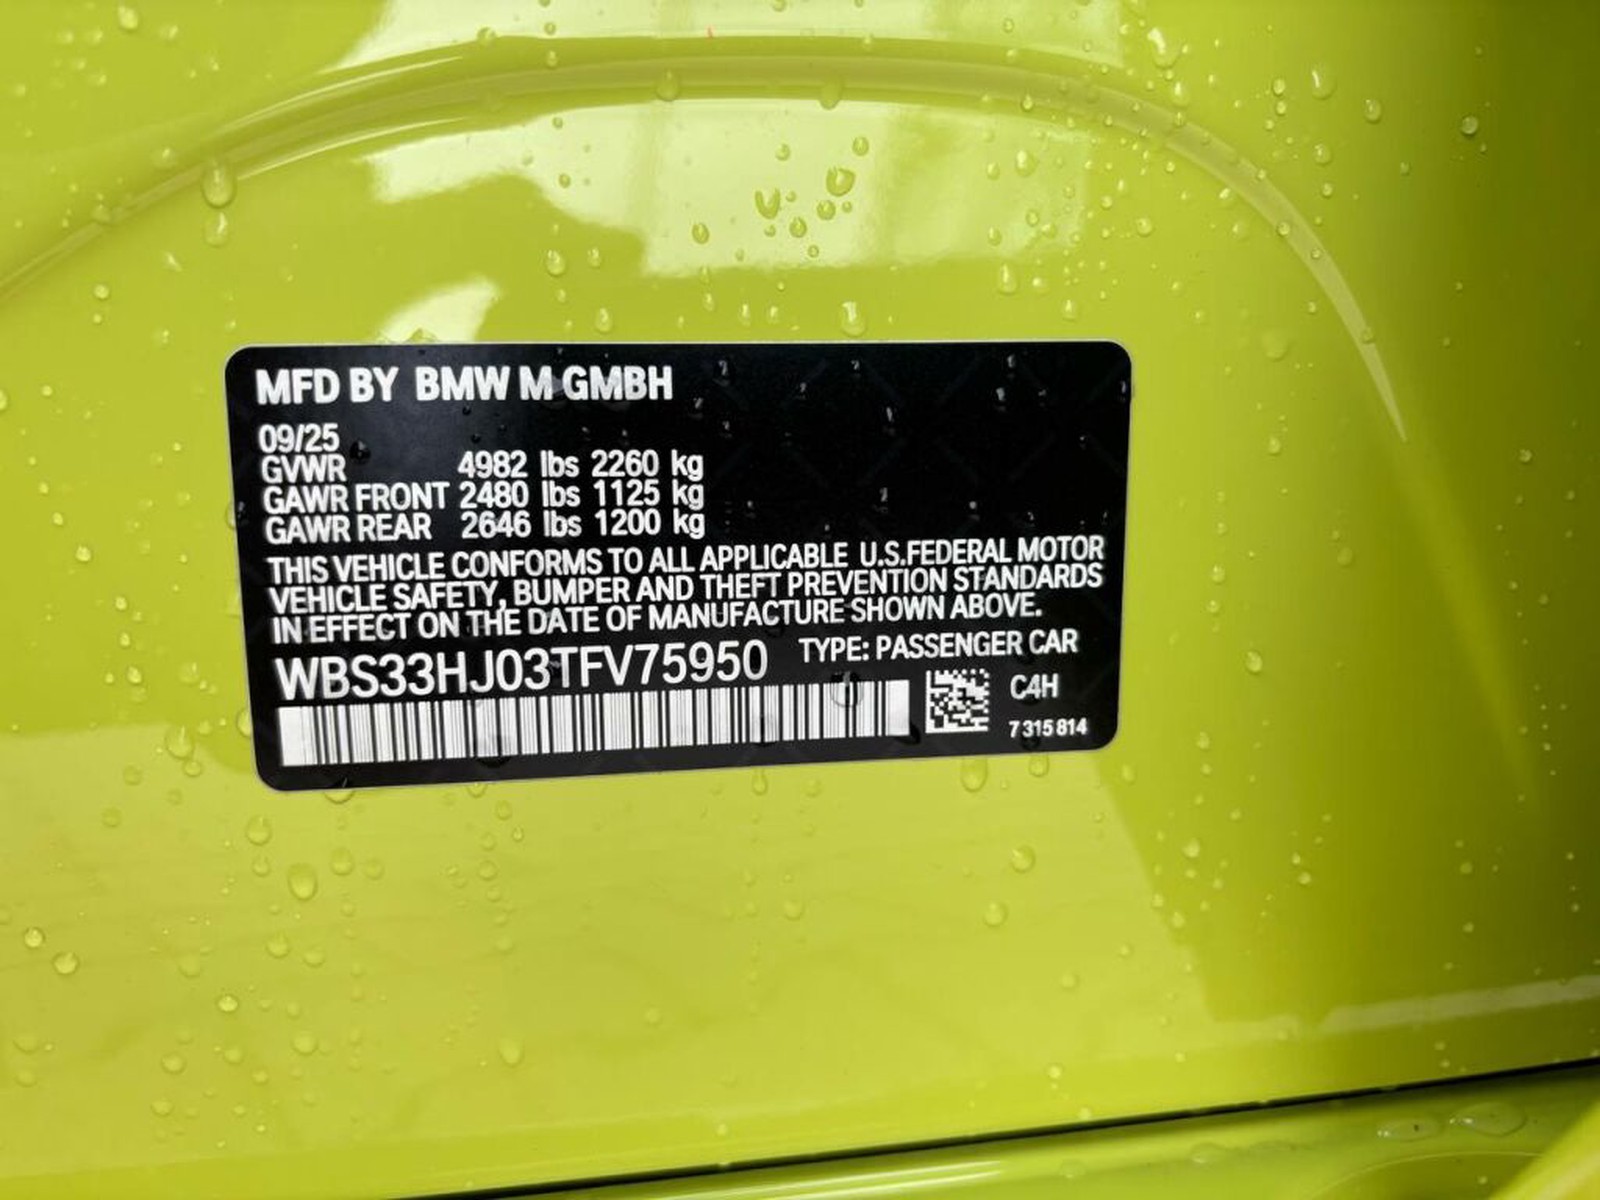 MFD BY BMW M GMBH
09/25
GVWR 4982 lbs 2260 kg
GAWR FRONT 2480 lbs 1125 kg
GAWR REAR 2646 lbs 1200 kg
THIS VEHICLE CONFORMS TO ALL APPLICABLE U.S.FEDERAL MOTOR
VEHICLE SAFETY, BUMPER AND THEFT PREVENTION STANDARDS
IN EFFECT ON THE DATE OF MANUFACTURE SHOWN ABOVE.
WBS33HJ03TFV75950 TYPE: PASSENGER CAR
C4H
7 315 814